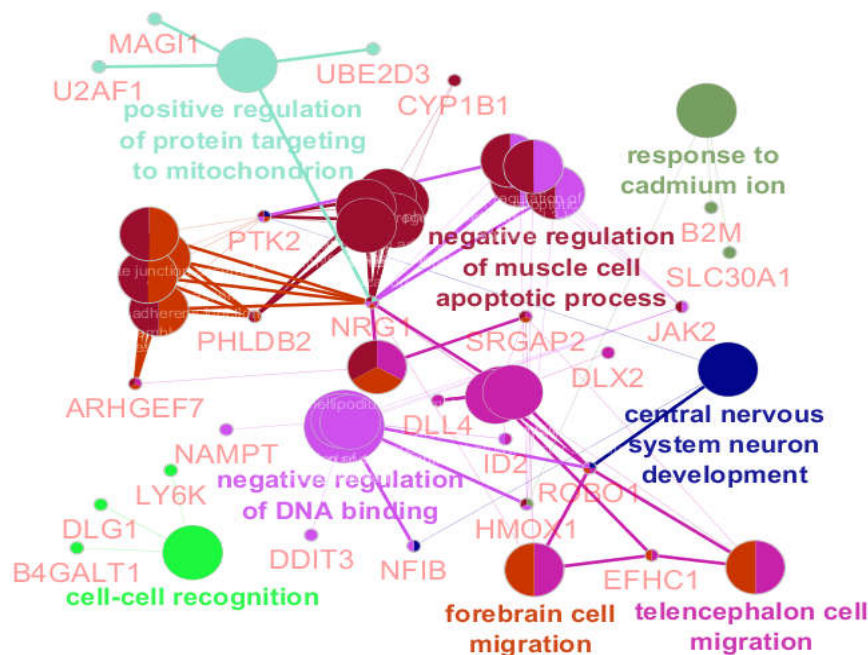 MAGI1
U2AF1
UBE2D3
CYP1B1
positive regulation
of protein targeting
to mitochondrion
response to
cadmium ion
B2M
SLC30A1
PTK2
negative regulation
of muscle cell
apoptotic process
PHLDB2
NRG1
SRGAP2
JAK2
ARHGEF7
DLX2
DLL4
central nervous
system neuron
development
NAMPT
ID2
negative regulation
of DNA binding
ROBO1
LY6K
HMOX1
DLG1
DDIT3
NFIB
B4GALT1
EFHC1
cell-cell recognition
forebrain cell
migration
telencephalon cell
migration